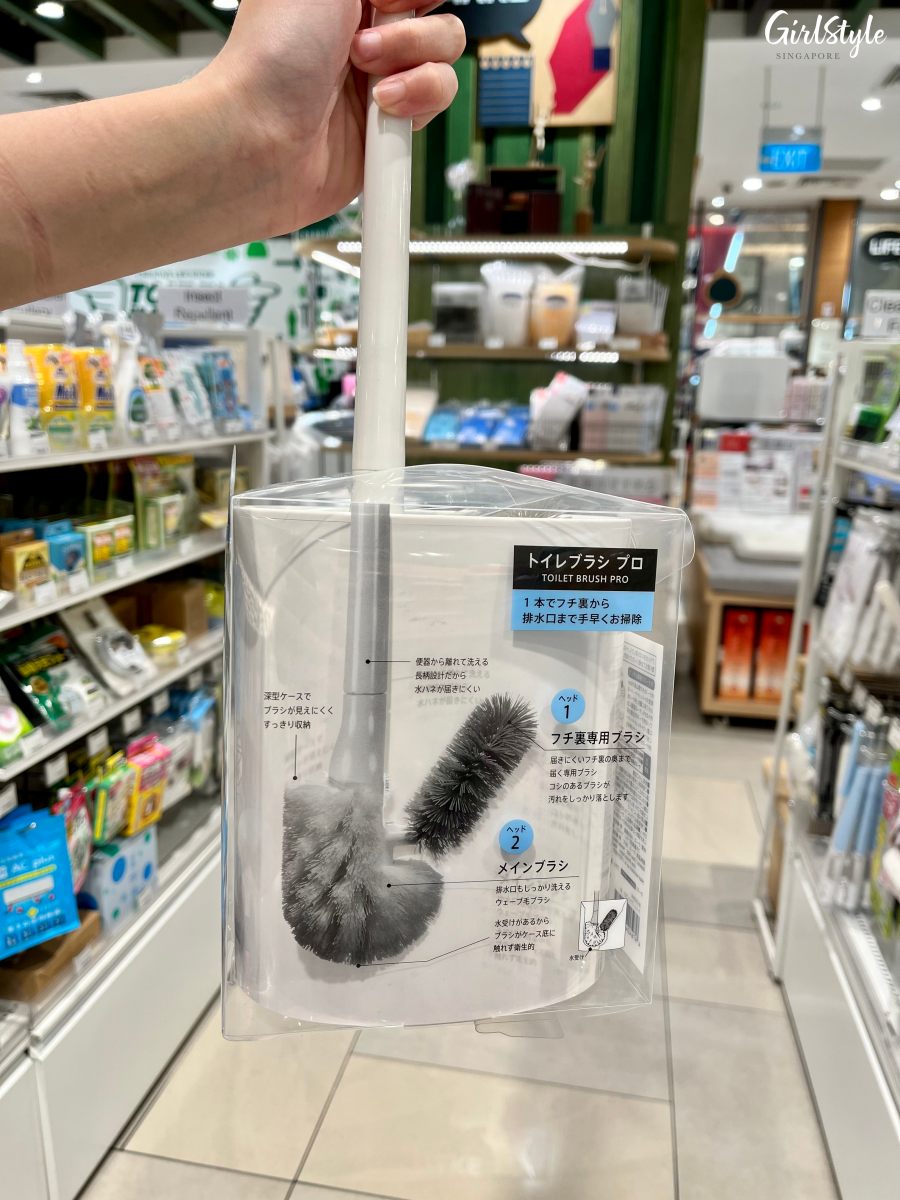 GirlStyle
SINGAPORE
LIFE
Insect
Repellent
トイレブラシ プロ
TOILET BRUSH PRO
1本でフチ裏から
排水口まで手早くお掃除
便器から離れて洗える
長柄設計だから
水ハネが届きにくい
深型ケースで
ブラシが見えにくく
すっきり収納
ヘッド
1
フチ裏専用ブラシ
届きにくいフチ裏の奥まで
届く専用ブラシ
コシのあるブラシが
汚れをしっかり落とします
ヘッド
2
メインブラシ
排水口もしっかり洗える
ウェーブ毛ブラシ
水受けがあるから
ブラシがケース底に
触れず衛生的
水受け
AC plus